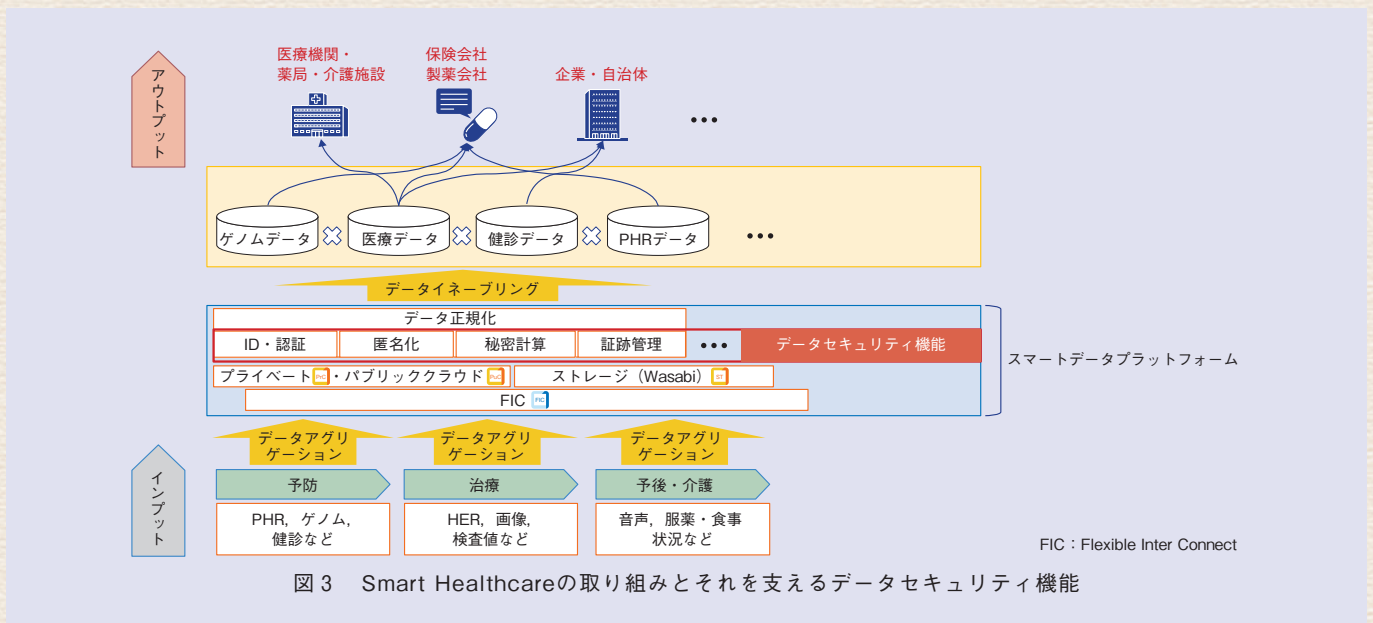 アウトプット
医療機関・
薬局・介護施設
保険会社
製薬会社
企業・自治体
•••
ゲノムデータ
医療データ
健診データ
PHRデータ
•••
データイネーブリング
データ正規化
ID・認証
匿名化
秘密計算
証跡管理
•••
データセキュリティ機能
プライベート PrC ・パブリッククラウド PuC
ストレージ（Wasabi） ST
FIC FIC
スマートデータプラットフォーム
データアグリ
ゲーション
データアグリ
ゲーション
データアグリ
ゲーション
インプット
予防
治療
予後・介護
PHR，ゲノム，
健診など
HER，画像，
検査値など
音声，服薬・食事
状況など
FIC：Flexible Inter Connect
図3　Smart Healthcareの取り組みとそれを支えるデータセキュリティ機能